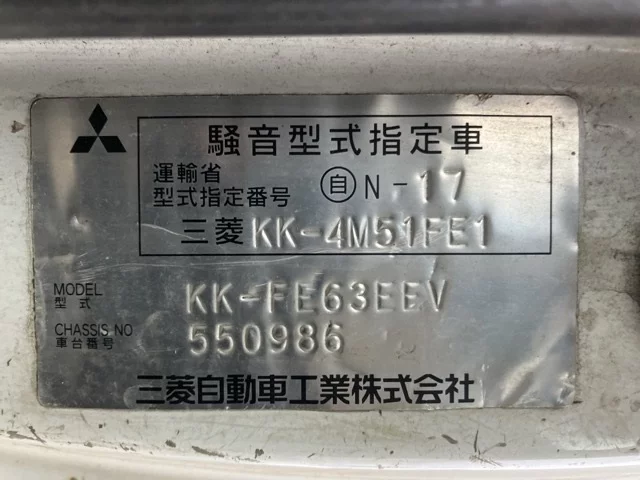 騒音型式指定車
運輸省
型式指定番号 自 N-17
三菱 KK-4M51FE1
MODEL
型式 KK-FE63EEV
CHASSIS NO
車台番号 550986
三菱自動車工業株式会社